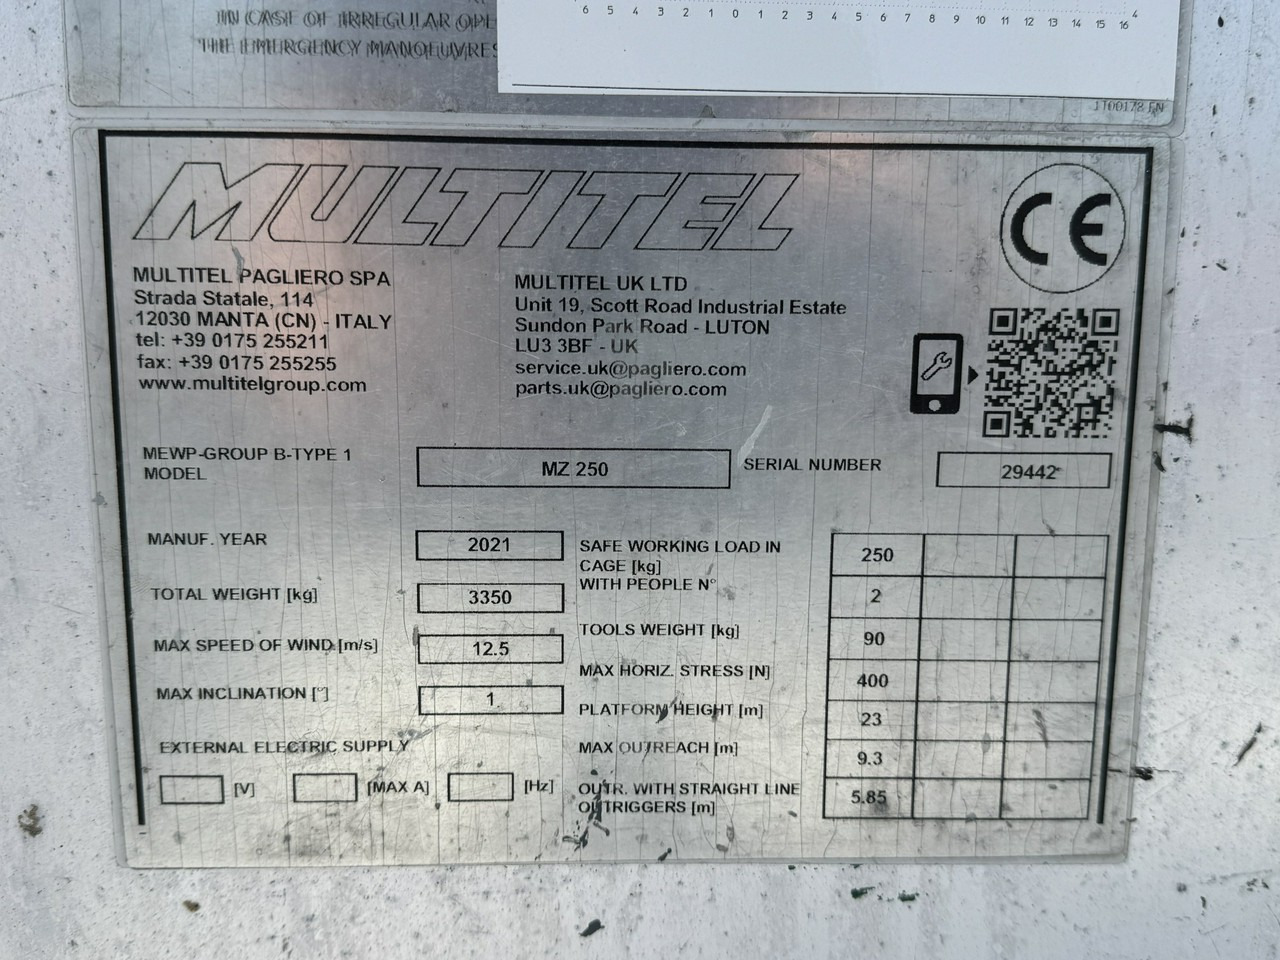 IN CASE OF IRREGULAR OPE
THE EMERGENCY MANOEUVRES
6 5 4 3 2 1 0 1 2 3 4 5 6 7 8 9 10 11 12 13 14 15 16
4
MULTITEL
CE
MULTITEL PAGLIERO SPA
Strada Statale, 114
12030 MANTA (CN) - ITALY
tel: +39 0175 255211
fax: +39 0175 255255
www.multitelgroup.com
MULTITEL UK LTD
Unit 19, Scott Road Industrial Estate
Sundon Park Road - LUTON
LU3 3BF - UK
service.uk@pagliero.com
parts.uk@pagliero.com
MEWP-GROUP B-TYPE 1
MODEL
MZ 250
SERIAL NUMBER
29442
MANUF. YEAR 2021
TOTAL WEIGHT [kg] 3350
MAX SPEED OF WIND [m/s] 12.5
MAX INCLINATION [°] 1
EXTERNAL ELECTRIC SUPPLY
[V] [MAX A] [Hz]
SAFE WORKING LOAD IN
CAGE [kg] 250
WITH PEOPLE N° 2
TOOLS WEIGHT [kg] 90
MAX HORIZ. STRESS [N] 400
PLATFORM HEIGHT [m] 23
MAX OUTREACH [m] 9.3
OUTR. WITH STRAIGHT LINE
OUTRIGGERS [m] 5.85